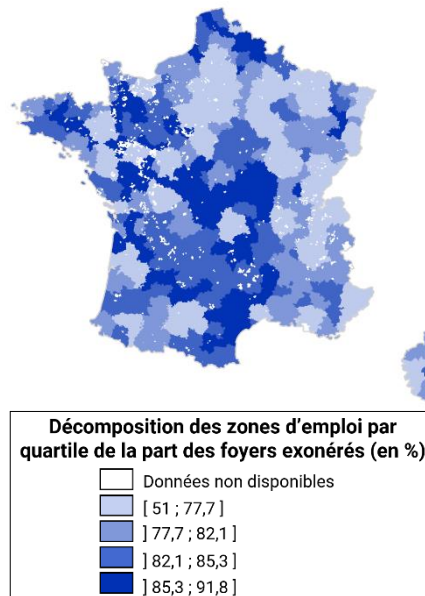 Décomposition des zones d’emploi par
quartile de la part des foyers exonérés (en %)
Données non disponibles
[ 51 ; 77,7 ]
] 77,7 ; 82,1 ]
] 82,1 ; 85,3 ]
] 85,3 ; 91,8 ]